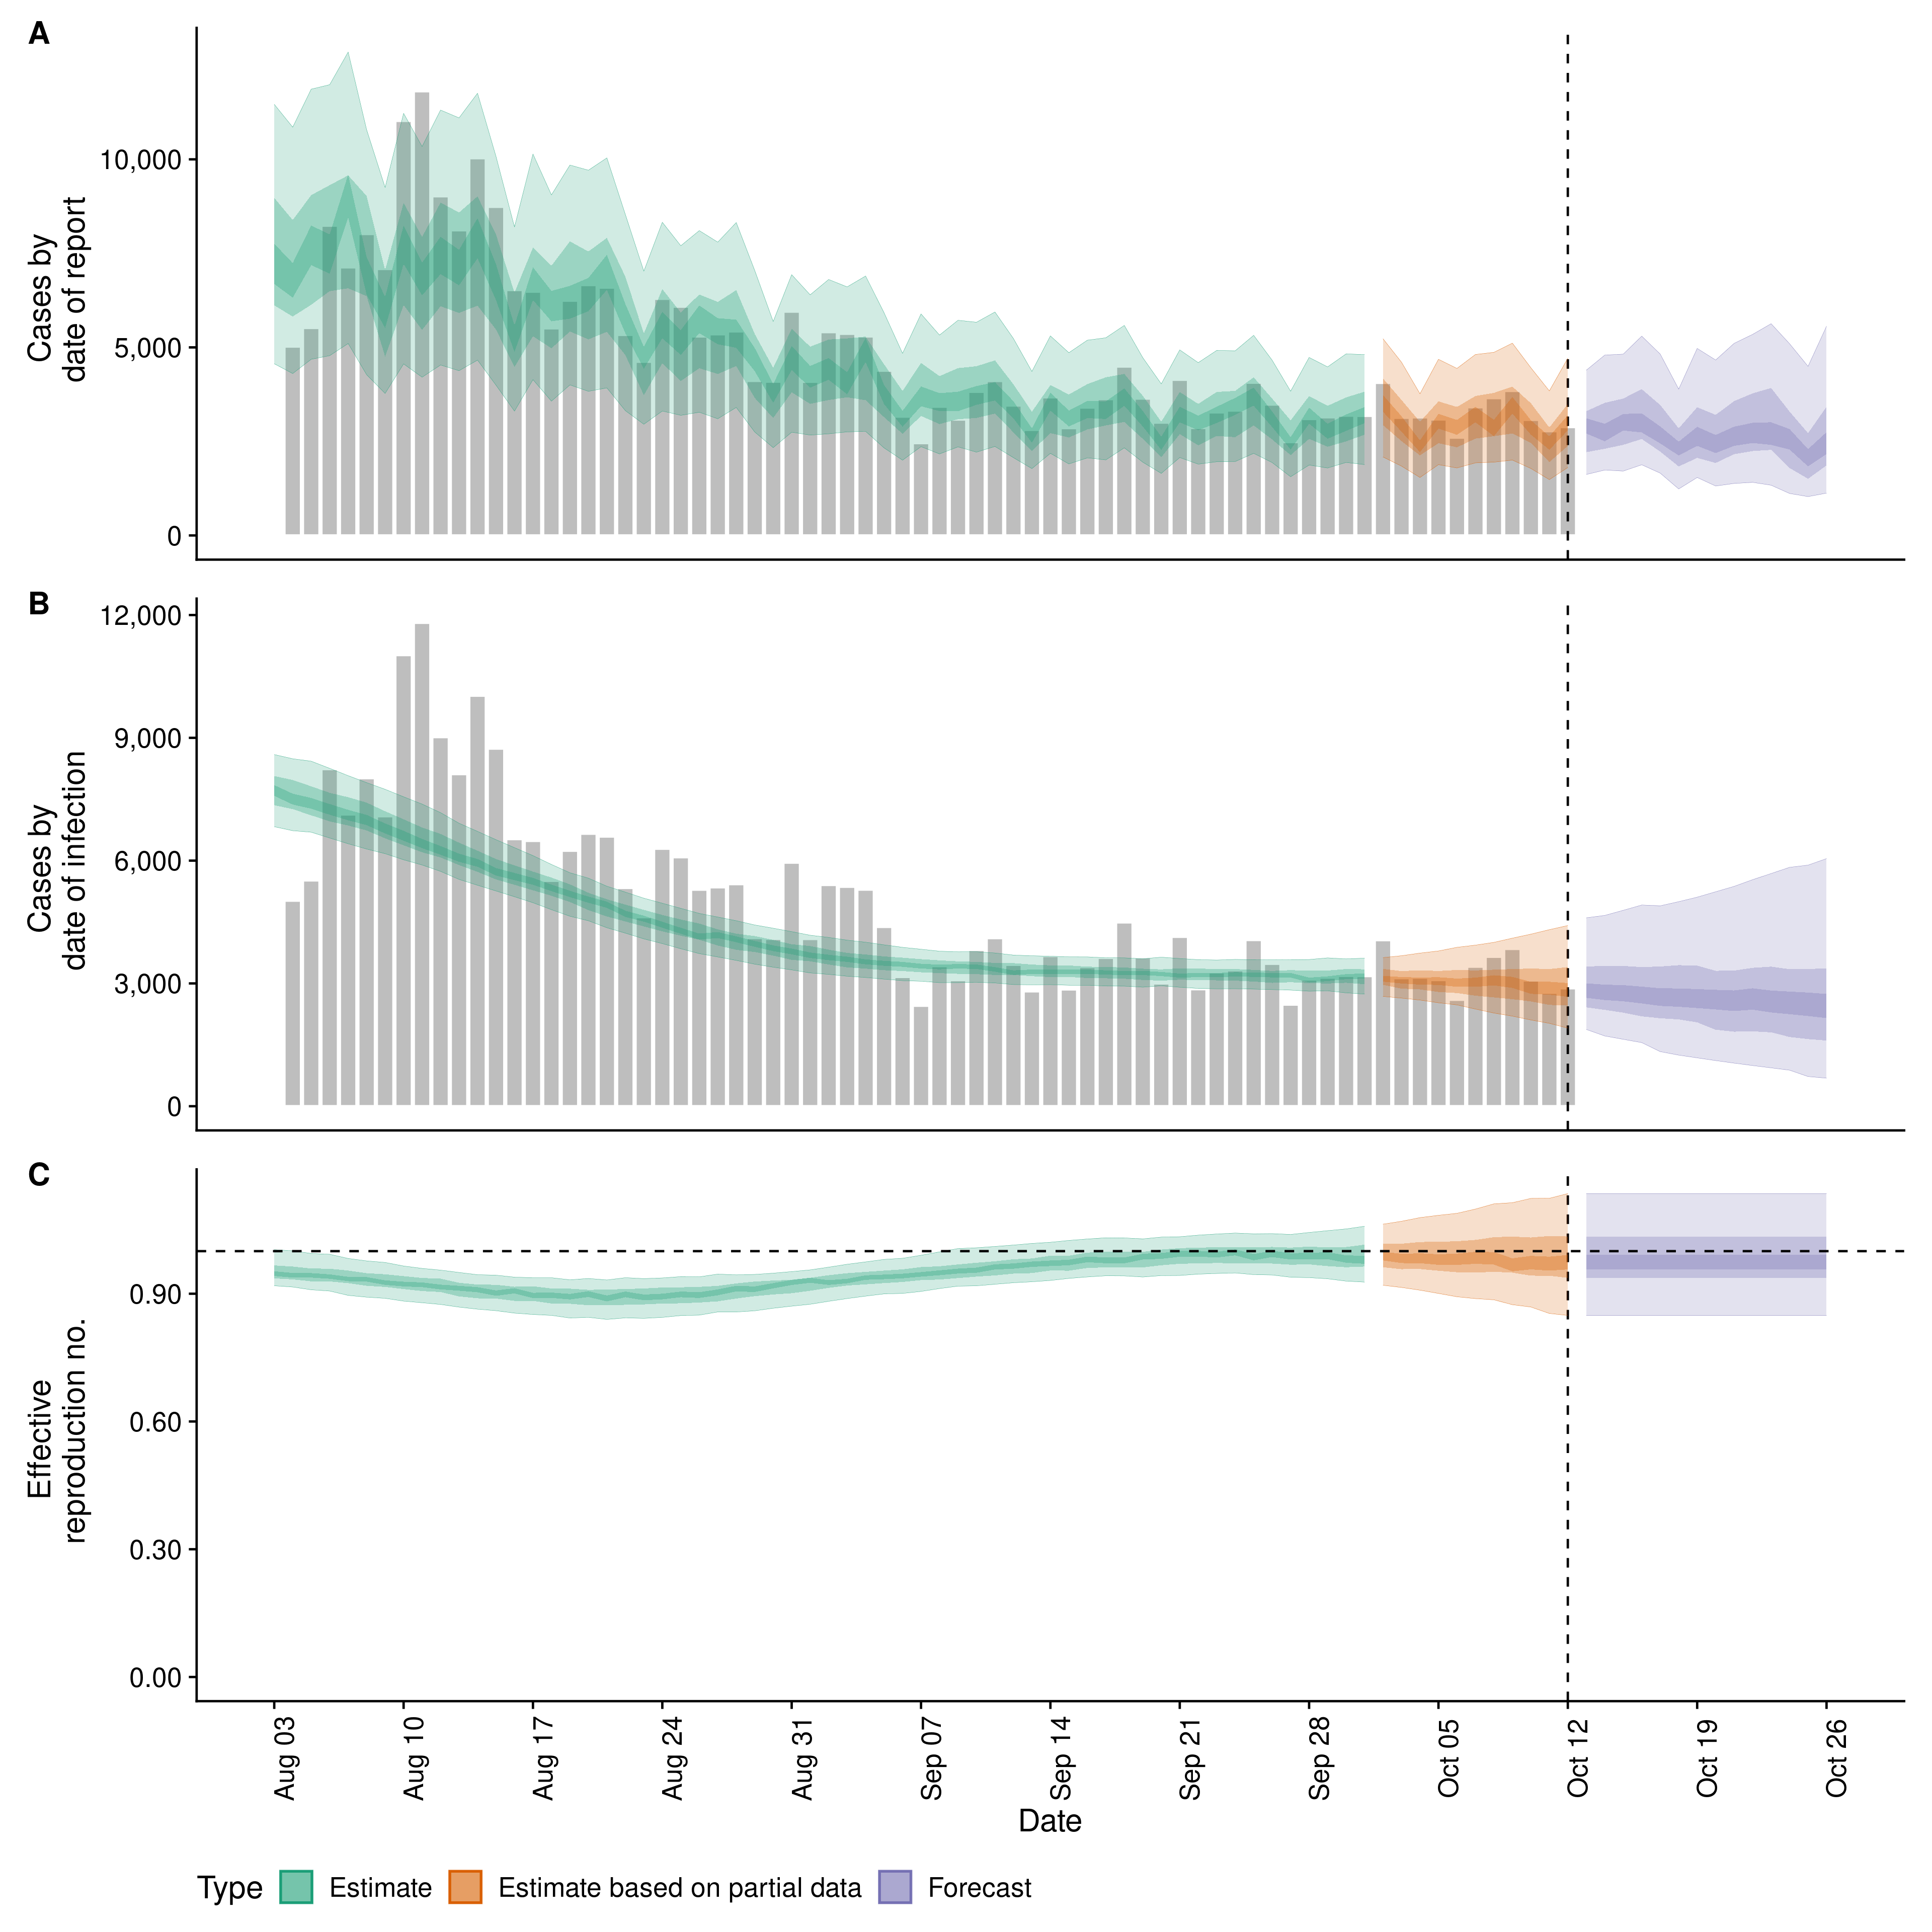 A
Cases by
date of report
10,000
5,000
0
B
Cases by
date of infection
12,000
9,000
6,000
3,000
0
C
Effective
reproduction no.
0.90
0.60
0.30
0.00
Aug 03
Aug 10
Aug 17
Aug 24
Aug 31
Sep 07
Sep 14
Sep 21
Sep 28
Oct 05
Oct 12
Oct 19
Oct 26
Date
Type
Estimate
Estimate based on partial data
Forecast